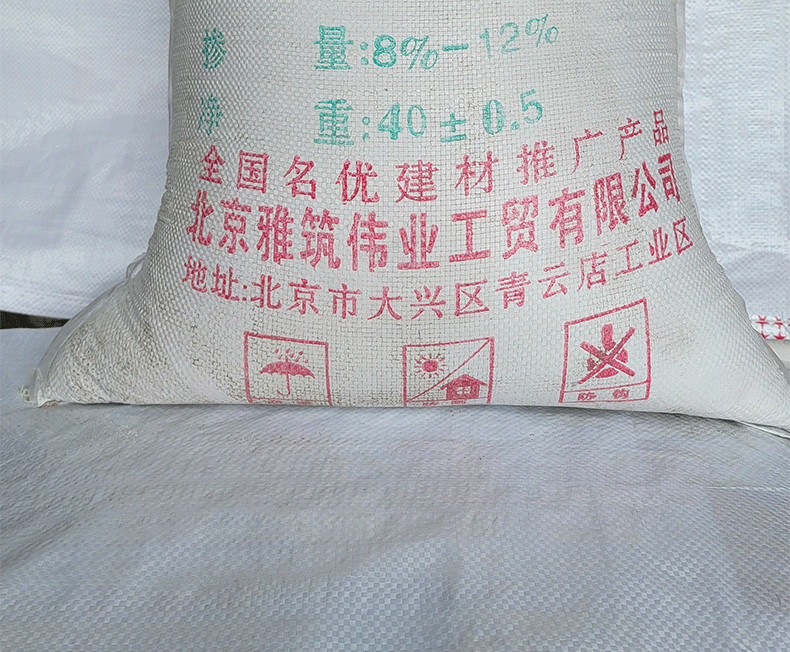 掺 量:8%-12%
净 重:40±0.5
全国名优建材推广产品
北京雅筑伟业工贸有限公司
地址:北京市大兴区青云店工业区
防钩